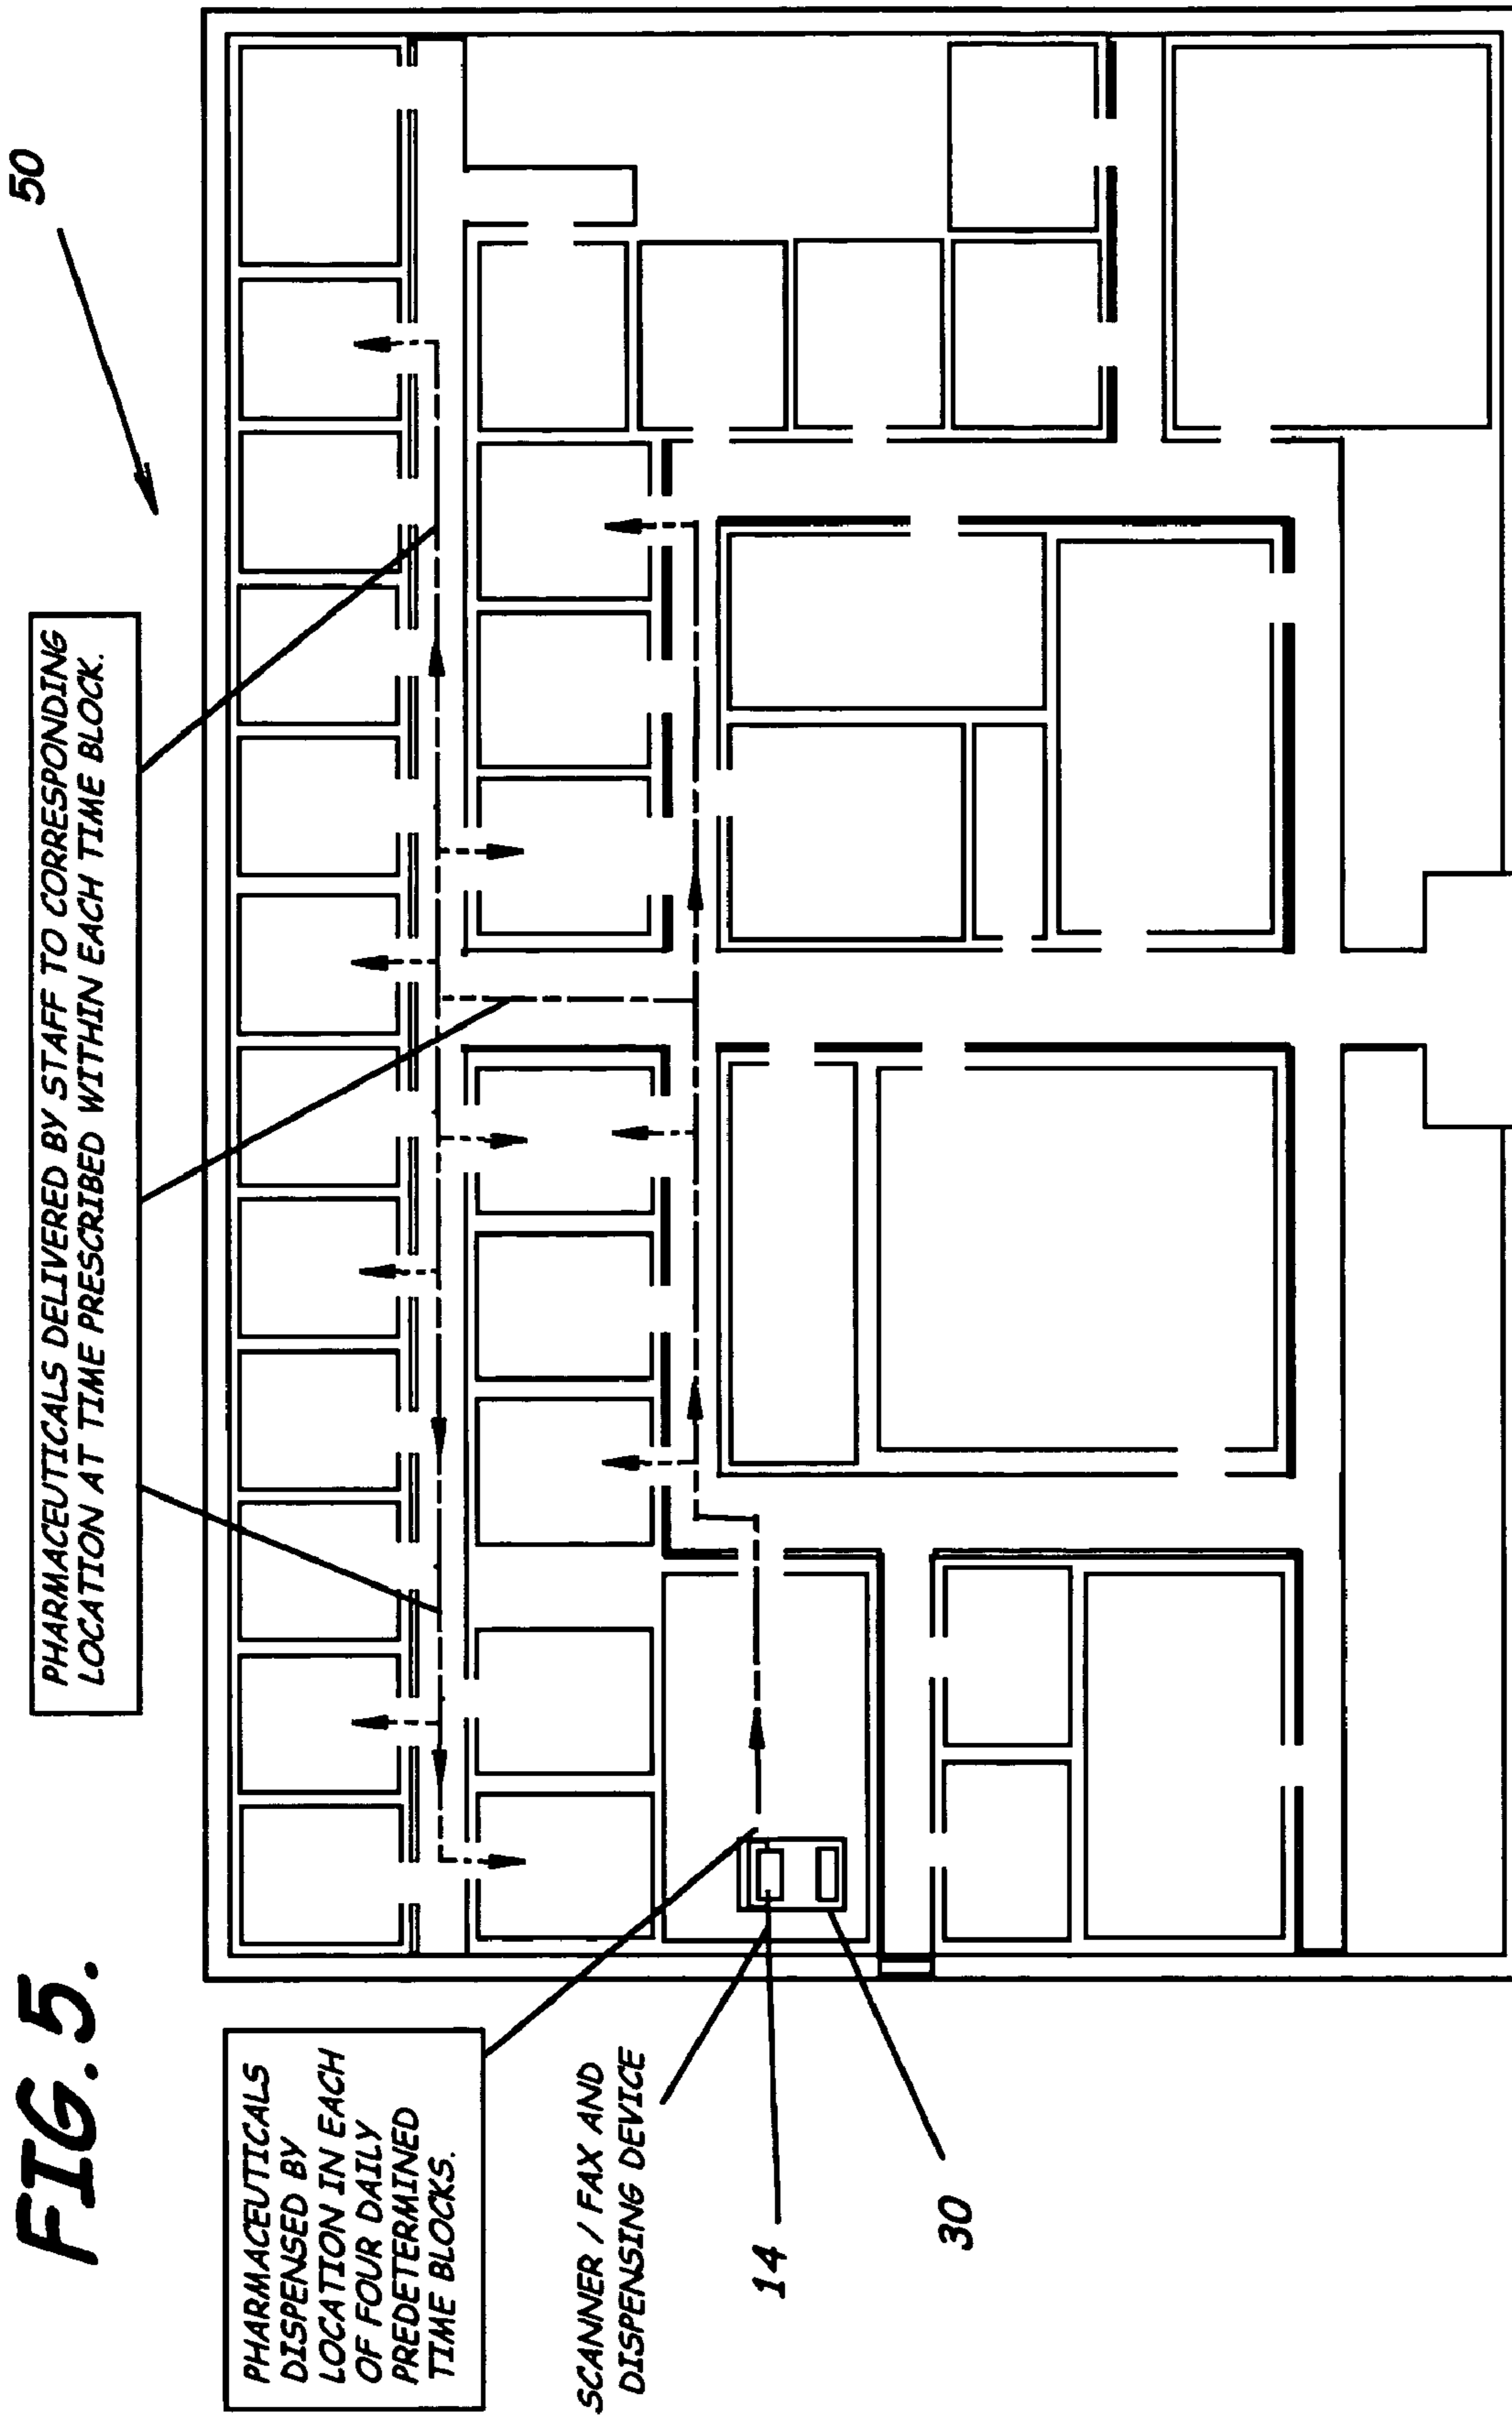 FIG. 5.
50
PHARMACEUTICALS DELIVERED BY STAFF TO CORRESPONDING
LOCATION AT TIME PRESCRIBED WITHIN EACH TIME BLOCK.
PHARMACEUTICALS
DISPENSED BY
LOCATION IN EACH
OF FOUR DAILY
PREDETERMINED
TIME BLOCKS.
SCANNER / FAX AND
DISPENSING DEVICE
14
30